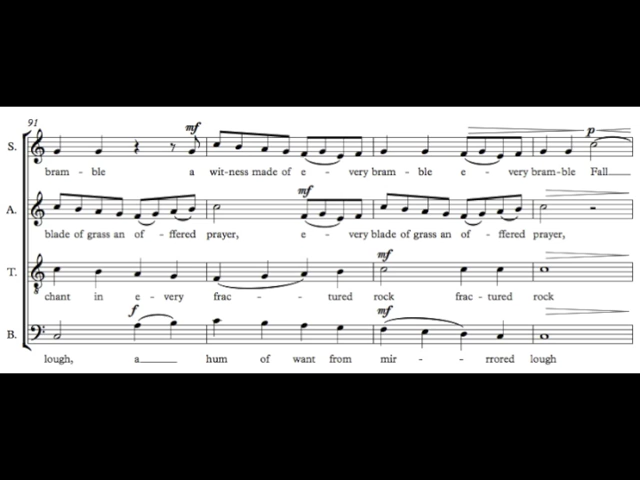 91
mf
S.
bram - ble a wit-ness made of e - very bram - ble e - very bram-ble Fall
p
mf
A.
blade of grass an of - ffered prayer, e - very blade of grass an of - ffered prayer,
mf
T.
chant in e - very frac - - - tured rock frac - tured rock
f
mf
B.
lough, a hum of want from mir - - rrored lough